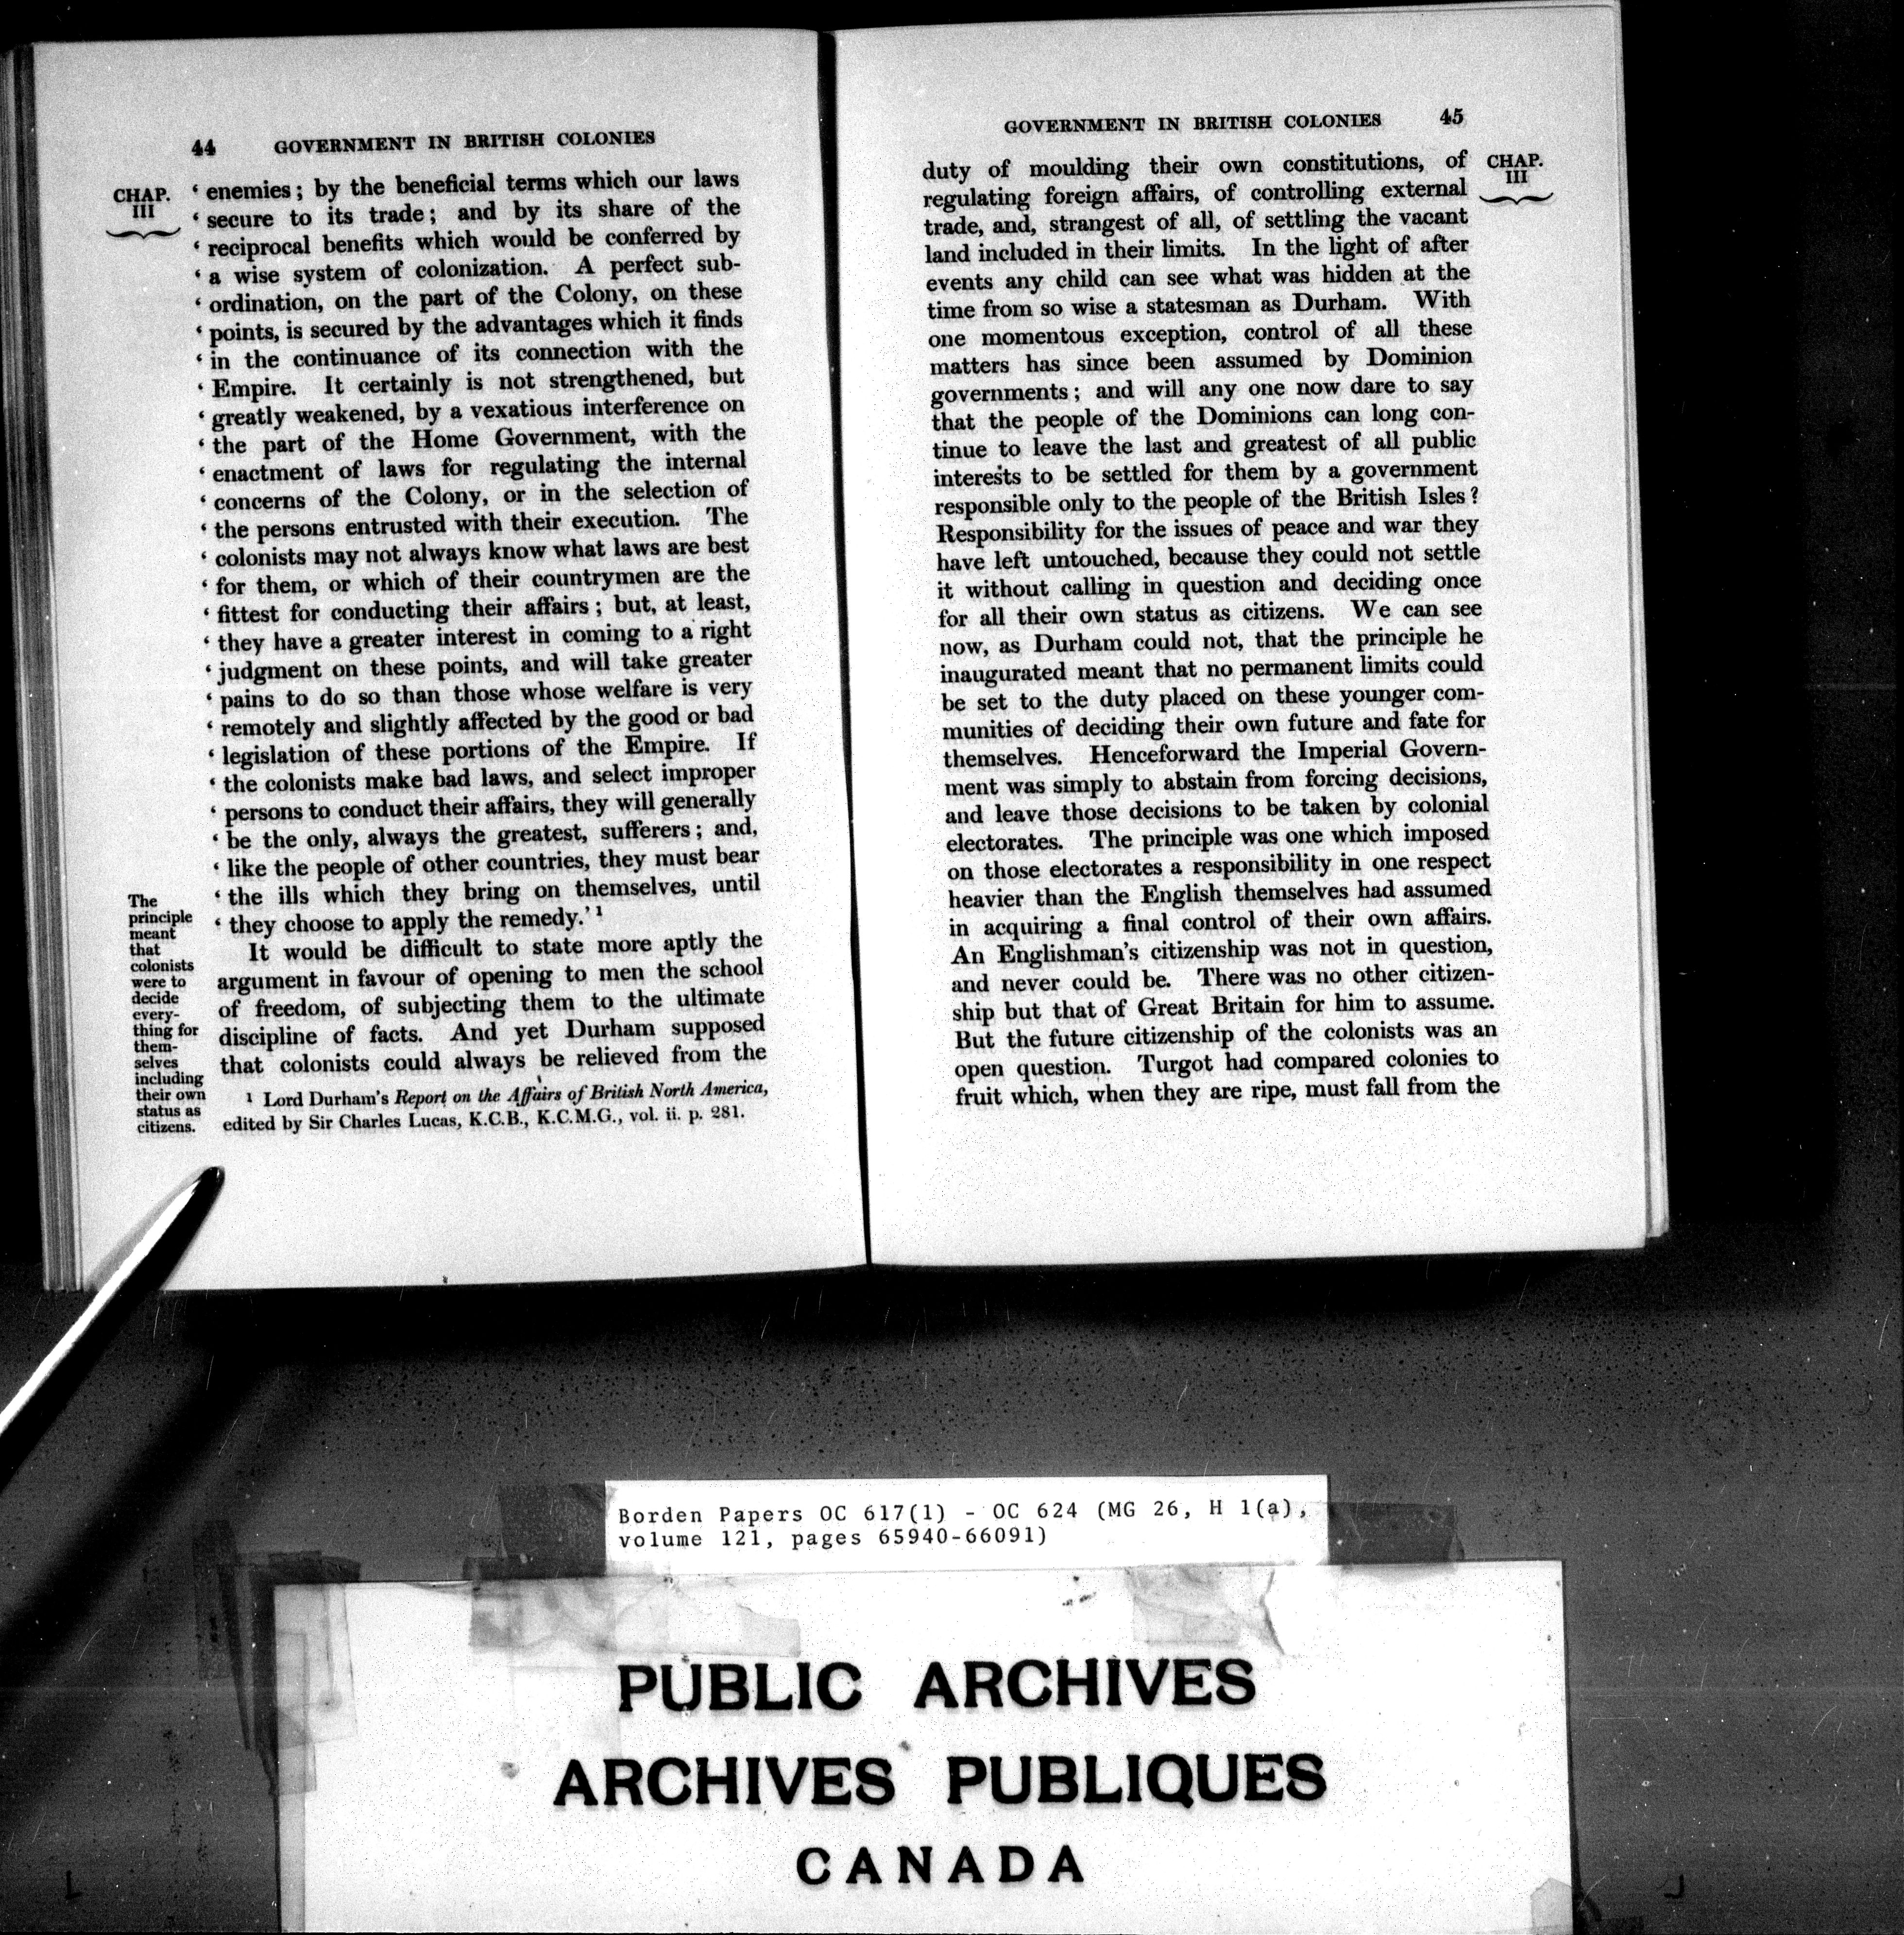 44 GOVERNMENT IN BRITISH COLONIES
CHAP.
III
‘ enemies; by the beneficial terms which our laws
‘ secure to its trade; and by its share of the
‘ reciprocal benefits which would be conferred by
‘ a wise system of colonization. A perfect sub-
‘ ordination, on the part of the Colony, on these
‘ points, is secured by the advantages which it finds
‘ in the continuance of its connection with the
‘ Empire. It certainly is not strengthened, but
‘ greatly weakened, by a vexatious interference on
‘ the part of the Home Government, with the
‘ enactment of laws for regulating the internal
‘ concerns of the Colony, or in the selection of
‘ the persons entrusted with their execution. The
‘ colonists may not always know what laws are best
‘ for them, or which of their countrymen are the
‘ fittest for conducting their affairs; but, at least,
‘ they have a greater interest in coming to a right
‘ judgment on these points, and will take greater
‘ pains to do so than those whose welfare is very
‘ remotely and slightly affected by the good or bad
‘ legislation of these portions of the Empire. If
‘ the colonists make bad laws, and select improper
‘ persons to conduct their affairs, they will generally
‘ be the only, always the greatest, sufferers; and,
‘ like the people of other countries, they must bear
‘ the ills which they bring on themselves, until
‘ they choose to apply the remedy.’ 1
The
principle
meant
that
colonists
were to
decide
every-
thing for
them-
selves
including
their own
status as
citizens.
It would be difficult to state more aptly the
argument in favour of opening to men the school
of freedom, of subjecting them to the ultimate
discipline of facts. And yet Durham supposed
that colonists could always be relieved from the
1 Lord Durham's Report on the Affairs of British North America,
edited by Sir Charles Lucas, K.C.B., K.C.M.G., vol. ii. p. 281.
GOVERNMENT IN BRITISH COLONIES 45
CHAP.
III
duty of moulding their own constitutions, of
regulating foreign affairs, of controlling external
trade, and, strangest of all, of settling the vacant
land included in their limits. In the light of after
events any child can see what was hidden at the
time from so wise a statesman as Durham. With
one momentous exception, control of all these
matters has since been assumed by Dominion
governments; and will any one now dare to say
that the people of the Dominions can long con-
tinue to leave the last and greatest of all public
interests to be settled for them by a government
responsible only to the people of the British Isles?
Responsibility for the issues of peace and war they
have left untouched, because they could not settle
it without calling in question and deciding once
for all their own status as citizens. We can see
now, as Durham could not, that the principle he
inaugurated meant that no permanent limits could
be set to the duty placed on these younger com-
munities of deciding their own future and fate for
themselves. Henceforward the Imperial Govern-
ment was simply to abstain from forcing decisions,
and leave those decisions to be taken by colonial
electorates. The principle was one which imposed
on those electorates a responsibility in one respect
heavier than the English themselves had assumed
in acquiring a final control of their own affairs.
An Englishman's citizenship was not in question,
and never could be. There was no other citizen-
ship but that of Great Britain for him to assume.
But the future citizenship of the colonists was an
open question. Turgot had compared colonies to
fruit which, when they are ripe, must fall from the
Borden Papers OC 617(1) - OC 624 (MG 26, H 1(a),
volume 121, pages 65940-66091)
PUBLIC ARCHIVES
ARCHIVES PUBLIQUES
CANADA